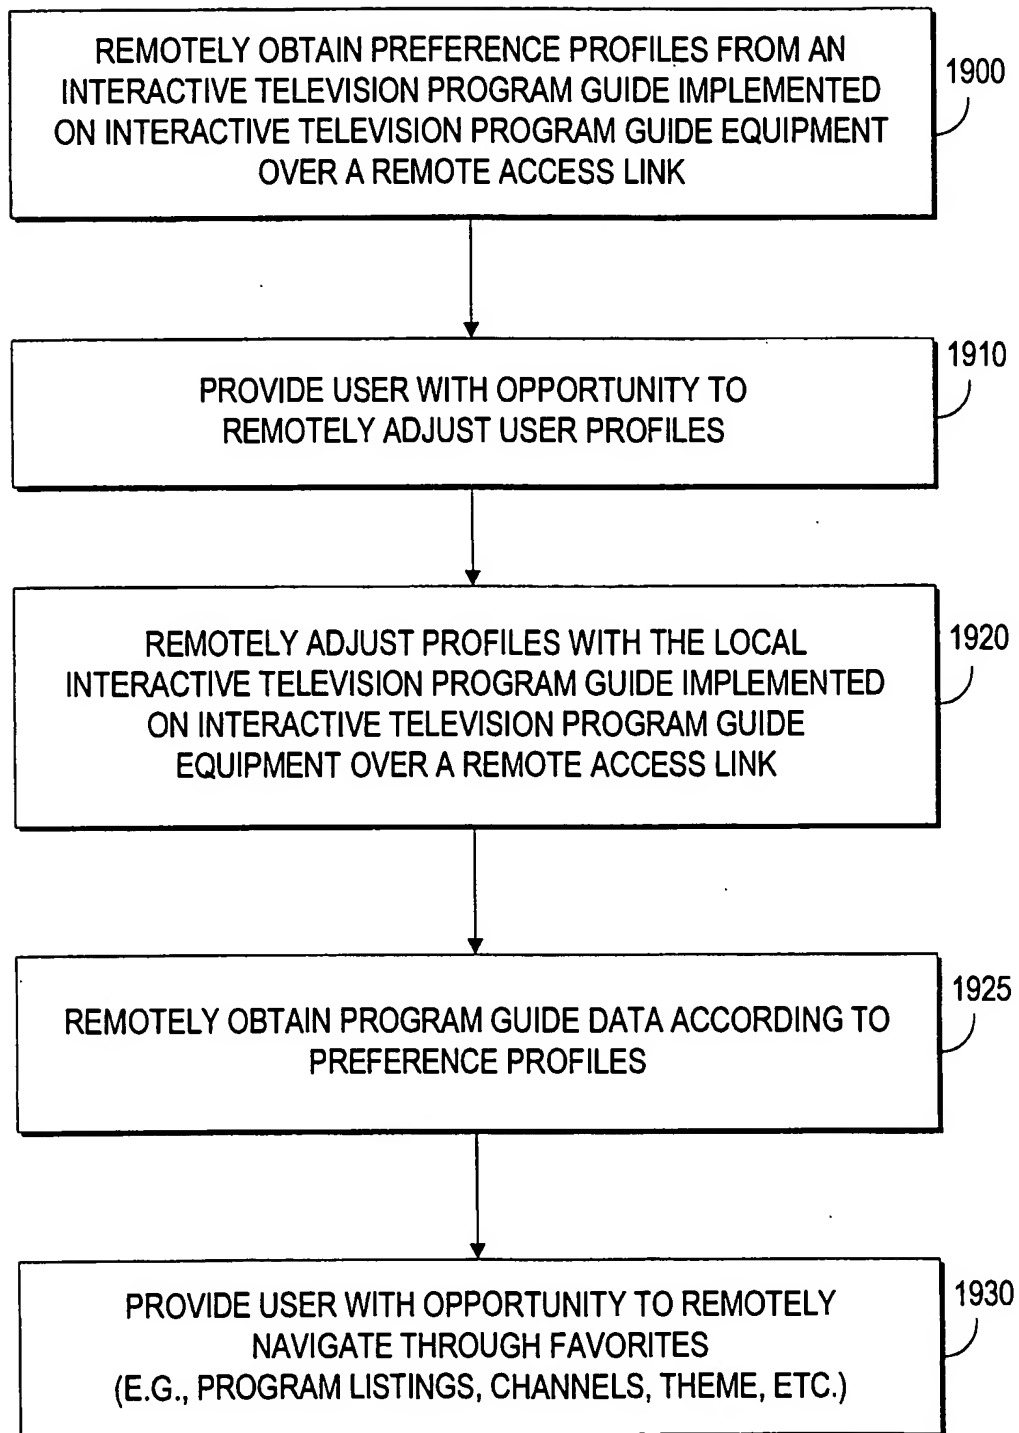 REMOTELY OBTAIN PREFERENCE PROFILES FROM AN
INTERACTIVE TELEVISION PROGRAM GUIDE IMPLEMENTED
ON INTERACTIVE TELEVISION PROGRAM GUIDE EQUIPMENT
OVER A REMOTE ACCESS LINK
1900
PROVIDE USER WITH OPPORTUNITY TO
REMOTELY ADJUST USER PROFILES
1910
REMOTELY ADJUST PROFILES WITH THE LOCAL
INTERACTIVE TELEVISION PROGRAM GUIDE IMPLEMENTED
ON INTERACTIVE TELEVISION PROGRAM GUIDE
EQUIPMENT OVER A REMOTE ACCESS LINK
1920
REMOTELY OBTAIN PROGRAM GUIDE DATA ACCORDING TO
PREFERENCE PROFILES
1925
PROVIDE USER WITH OPPORTUNITY TO REMOTELY
NAVIGATE THROUGH FAVORITES
(E.G., PROGRAM LISTINGS, CHANNELS, THEME, ETC.)
1930